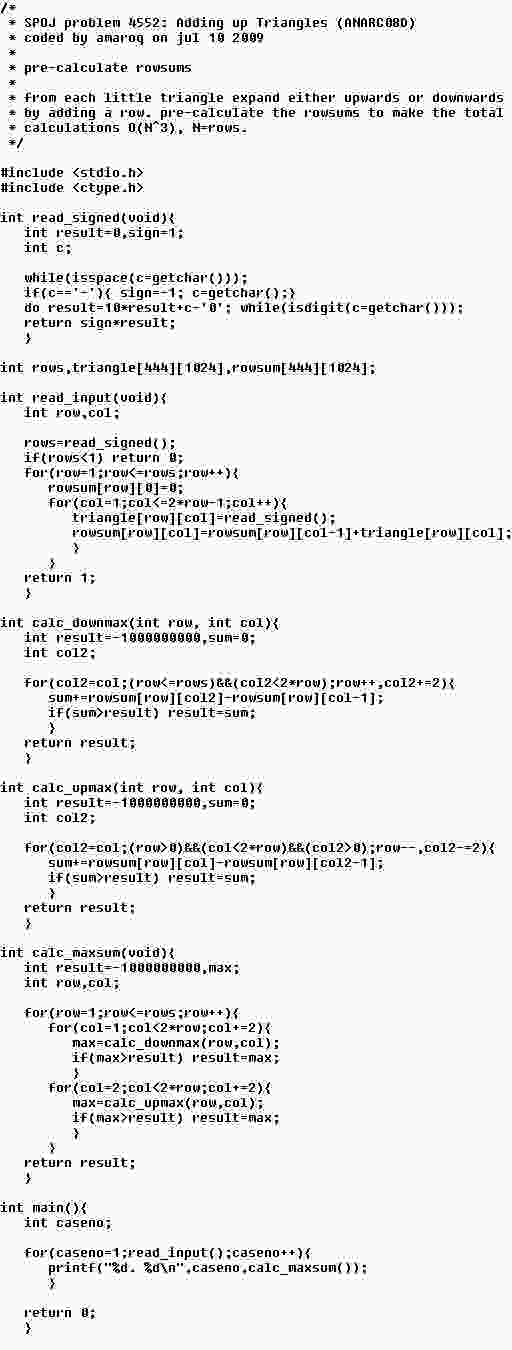 /*
 * SPOJ problem 4552: Adding up Triangles (ANARC08D)
 * coded by amaroq on jul 10 2009
 *
 * pre-calculate rowsums
 *
 * from each little triangle expand either upwards or downwards
 * by adding a row. pre-calculate the rowsums to make the total
 * calculations O(N^3), N=rows.
 */

#include <stdio.h>
#include <ctype.h>

int read_signed(void){
   int result=0,sign=1;
   int c;

   while(isspace(c=getchar()));
   if(c=='-'){ sign=-1; c=getchar();}
   do result=10*result+c-'0'; while(isdigit(c=getchar()));
   return sign*result;
   }

int rows,triangle[444][1024],rowsum[444][1024];

int read_input(void){
   int row,col;

   rows=read_signed();
   if(rows<1) return 0;
   for(row=1;row<=rows;row++){
      rowsum[row][0]=0;
      for(col=1;col<=2*row-1;col++){
         triangle[row][col]=read_signed();
         rowsum[row][col]=rowsum[row][col-1]+triangle[row][col];
         }
      }
   return 1;
   }

int calc_downmax(int row, int col){
   int result=-1000000000,sum=0;
   int col2;

   for(col2=col;(row<=rows)&&(col2<2*row);row++,col2+=2){
      sum+=rowsum[row][col2]-rowsum[row][col-1];
      if(sum>result) result=sum;
      }
   return result;
   }

int calc_upmax(int row, int col){
   int result=-1000000000,sum=0;
   int col2;

   for(col2=col;(row>0)&&(col<2*row)&&(col2>0);row--,col2-=2){
      sum+=rowsum[row][col]-rowsum[row][col2-1];
      if(sum>result) result=sum;
      }
   return result;
   }

int calc_maxsum(void){
   int result=-1000000000,max;
   int row,col;

   for(row=1;row<=rows;row++){
      for(col=1;col<2*row;col+=2){
         max=calc_downmax(row,col);
         if(max>result) result=max;
         }
      for(col=2;col<2*row;col+=2){
         max=calc_upmax(row,col);
         if(max>result) result=max;
         }
      }
   return result;
   }

int main(){
   int caseno;

   for(caseno=1;read_input();caseno++){
      printf("%d. %d\n",caseno,calc_maxsum());
      }

   return 0;
   }